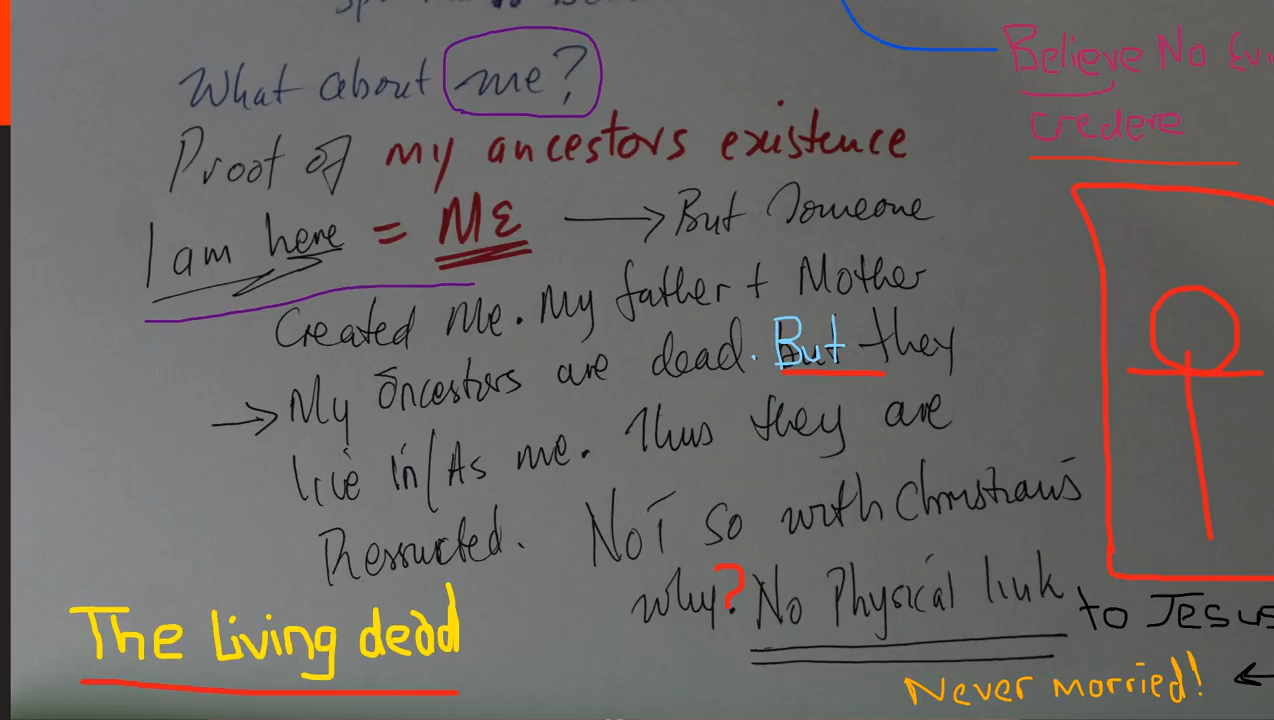 What about me?
Believe No Evi
credere
Proof of my ancestors existence
I am here = ME → But Someone
Created Me. My father + Mother
→ My Ancestors are dead. But they
live in/As me. Thus they are
NOT so with Christians
why? No Physical link to Jesus
The Living dead
Never morried! ←